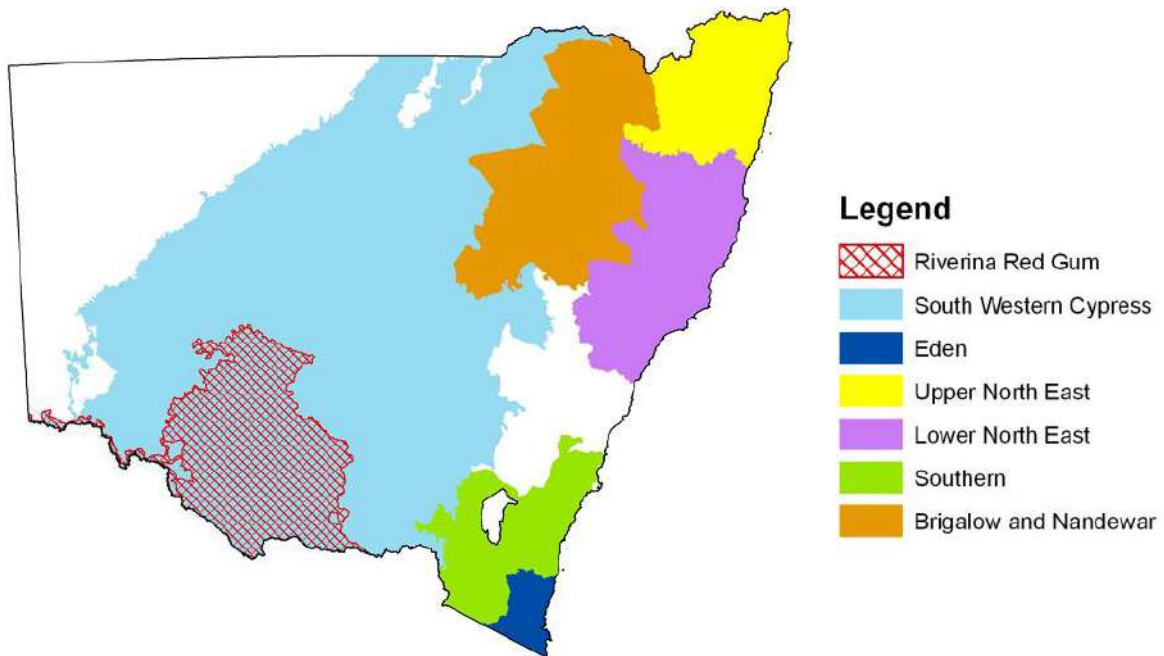 Legend
Riverina Red Gum
South Western Cypress
Eden
Upper North East
Lower North East
Southern
Brigalow and Nandewar